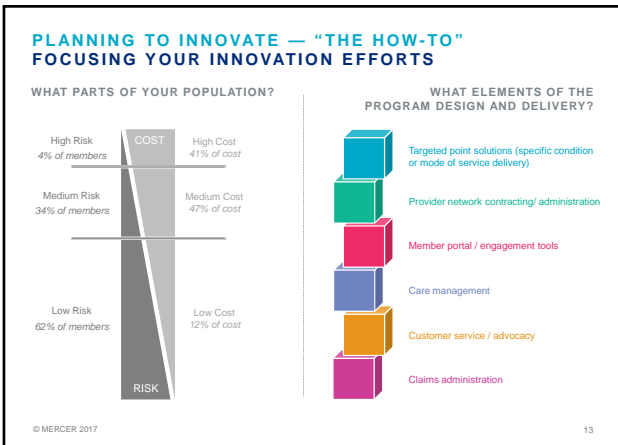 PLANNING TO INNOVATE — “THE HOW-TO”
FOCUSING YOUR INNOVATION EFFORTS
WHAT PARTS OF YOUR POPULATION?
High Risk
4% of members
COST
High Cost
41% of cost
Medium Risk
34% of members
Medium Cost
47% of cost
Low Risk
62% of members
Low Cost
12% of cost
RISK
WHAT ELEMENTS OF THE
PROGRAM DESIGN AND DELIVERY?
Targeted point solutions (specific condition
or mode of service delivery)
Provider network contracting/ administration
Member portal / engagement tools
Care management
Customer service / advocacy
Claims administration
© MERCER 2017
13